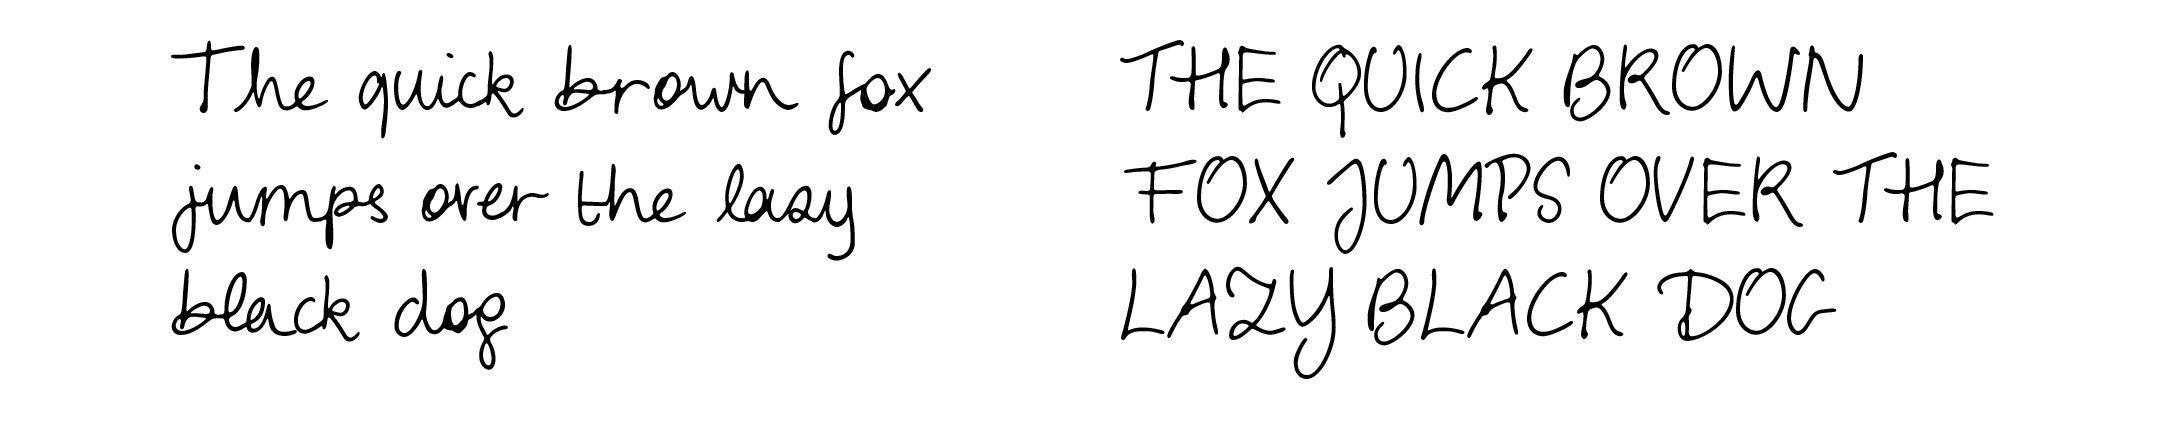 The quick brown fox
jumps over the lazy
black dog
THE QUICK BROWN
FOX JUMPS OVER THE
LAZY BLACK DOG